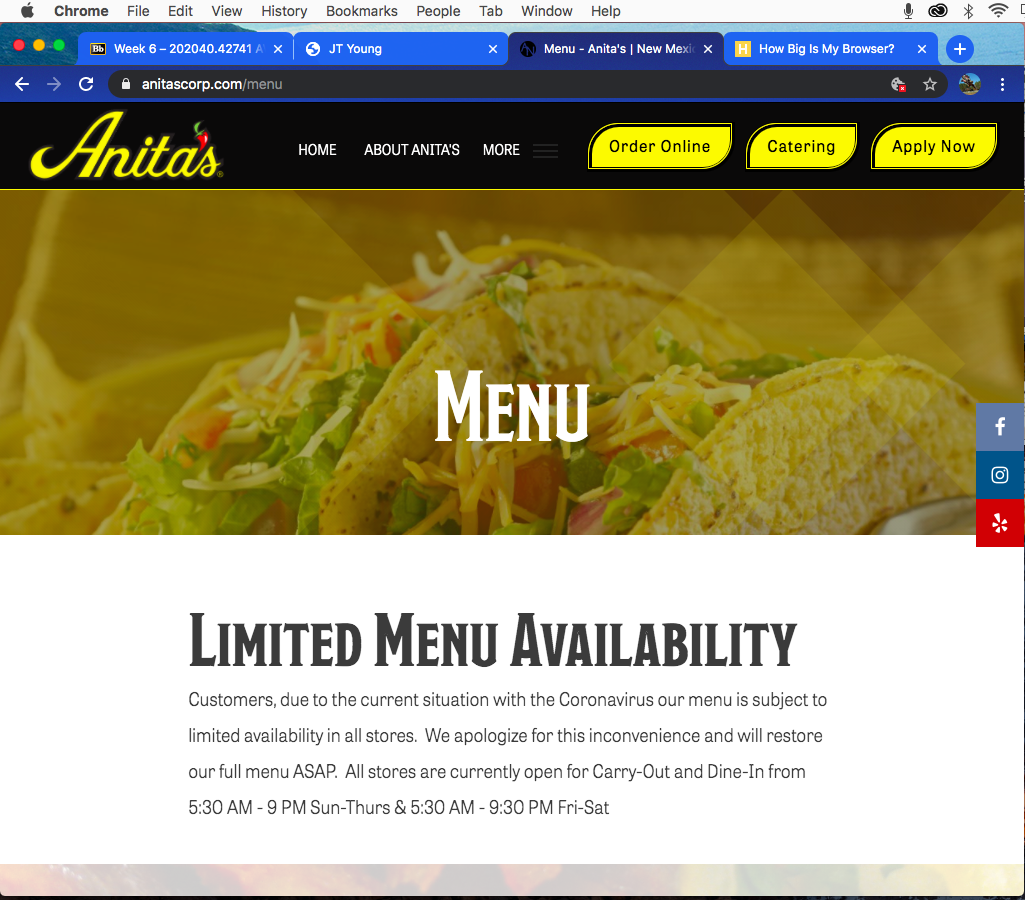 Chrome File Edit View History Bookmarks People Tab Window Help
Bb Week 6 – 202040.42741 JT Young Menu - Anita's | New Mexi H How Big Is My Browser?
anitascorp.com/menu
Anita's®
HOME ABOUT ANITA'S MORE Order Online Catering Apply Now
MENU
LIMITED MENU AVAILABILITY
Customers, due to the current situation with the Coronavirus our menu is subject to
limited availability in all stores. We apologize for this inconvenience and will restore
our full menu ASAP. All stores are currently open for Carry-Out and Dine-In from
5:30 AM - 9 PM Sun-Thurs & 5:30 AM - 9:30 PM Fri-Sat